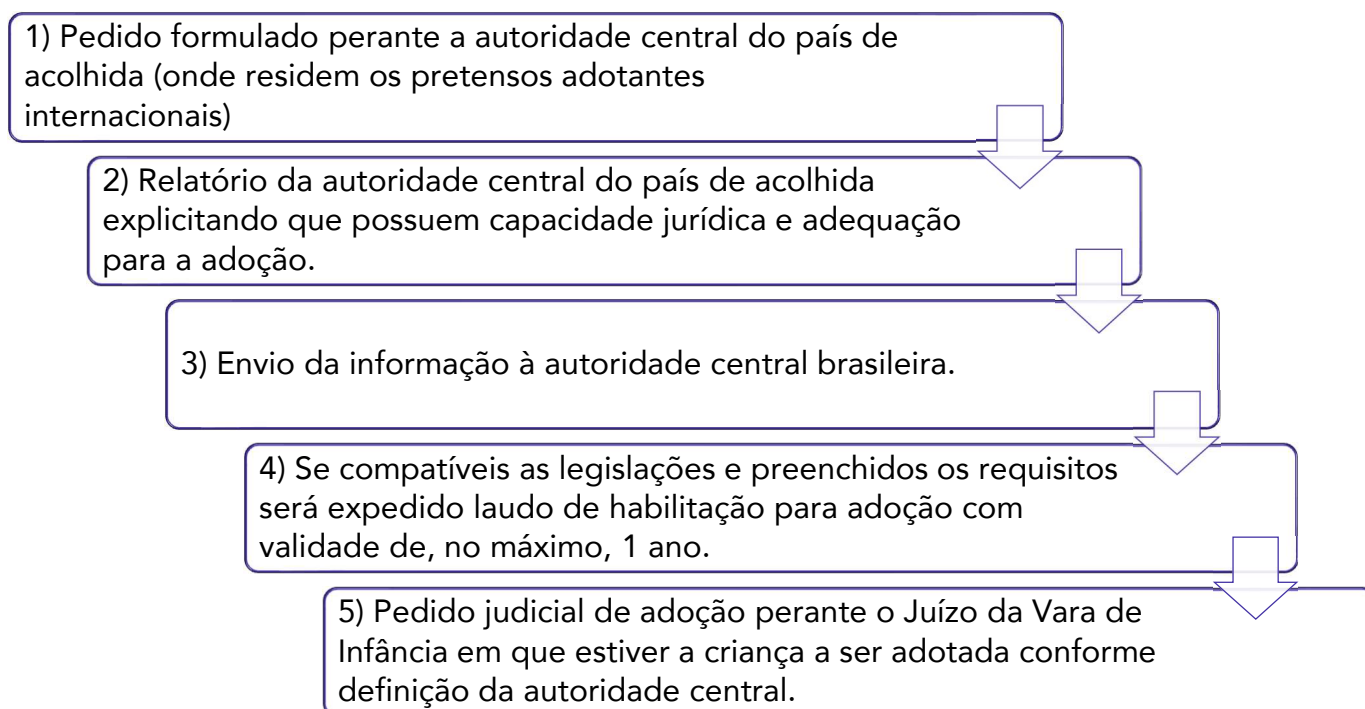 1) Pedido formulado perante a autoridade central do país de
acolhida (onde residem os pretensos adotantes
internacionais)
2) Relatório da autoridade central do país de acolhida
explicitando que possuem capacidade jurídica e adequação
para a adoção.
3) Envio da informação à autoridade central brasileira.
4) Se compatíveis as legislações e preenchidos os requisitos
será expedido laudo de habilitação para adoção com
validade de, no máximo, 1 ano.
5) Pedido judicial de adoção perante o Juízo da Vara de
Infância em que estiver a criança a ser adotada conforme
definição da autoridade central.